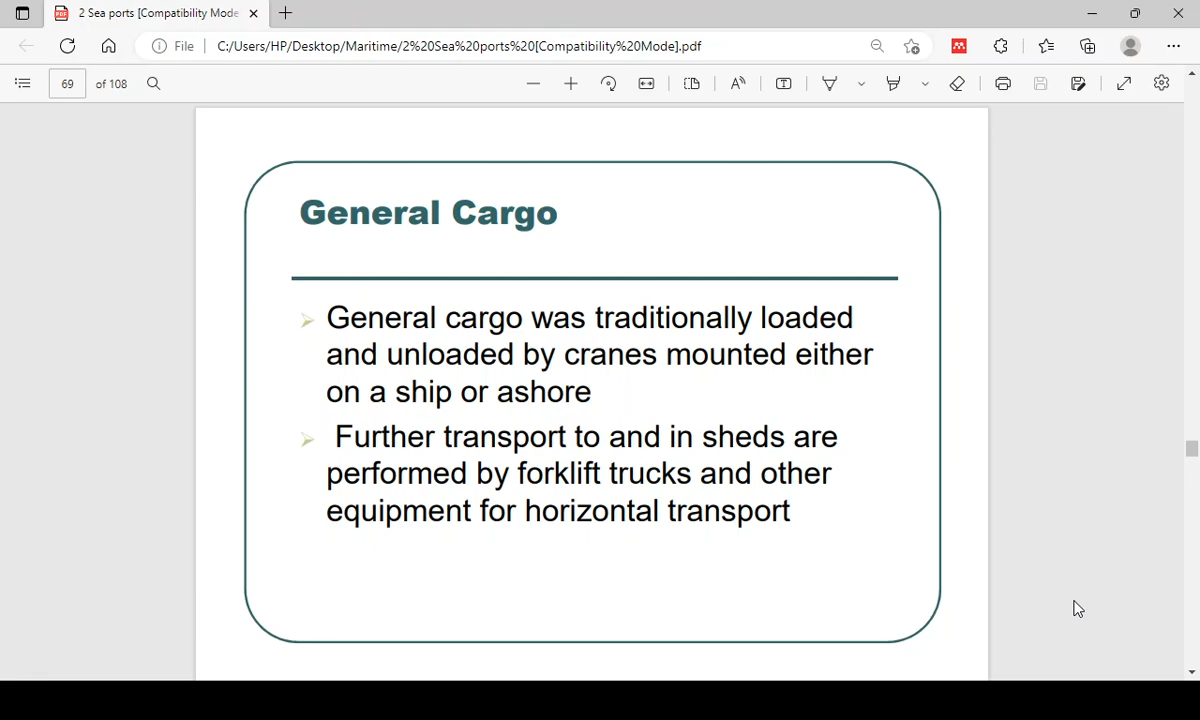 2 Sea ports [Compatibility Mode
File
C:/Users/HP/Desktop/Maritime/2%20Sea%20ports%20[Compatibility%20Mode].pdf
69 of 108
General Cargo
General cargo was traditionally loaded
and unloaded by cranes mounted either
on a ship or ashore
Further transport to and in sheds are
performed by forklift trucks and other
equipment for horizontal transport